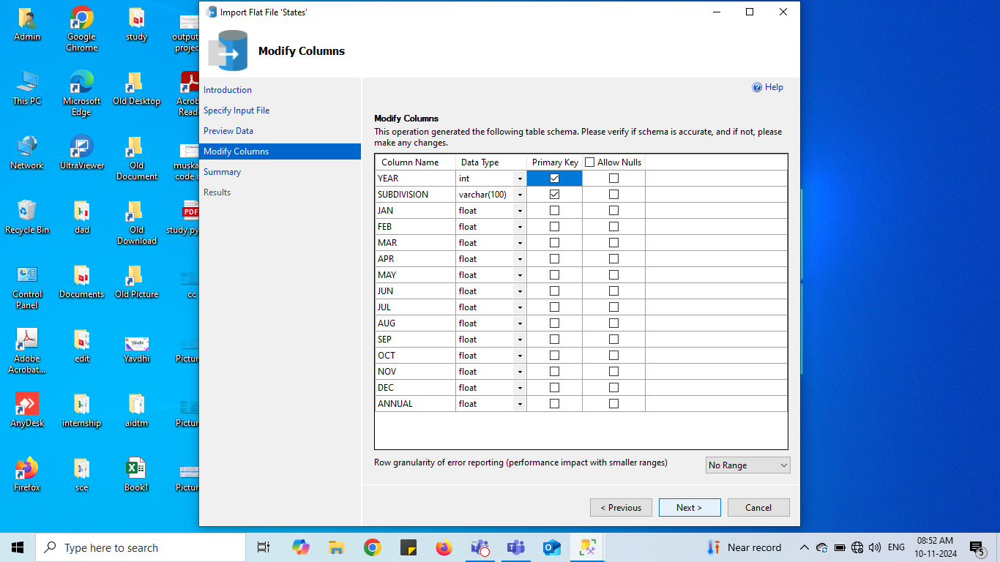 Import Flat File 'States'
Modify Columns
Introduction
Specify Input File
Preview Data
Modify Columns
Summary
Results
Help
Modify Columns
This operation generated the following table schema. Please verify if schema is accurate, and if not, please
make any changes.
Column Name Data Type Primary Key Allow Nulls
YEAR int
SUBDIVISION varchar(100)
JAN float
FEB float
MAR float
APR float
MAY float
JUN float
JUL float
AUG float
SEP float
OCT float
NOV float
DEC float
ANNUAL float
Row granularity of error reporting (performance impact with smaller ranges) No Range
< Previous Next > Cancel
Admin
Google
Chrome
study
output
projec
This PC
Microsoft
Edge
Old Desktop
Acrob
Read
Network
UltraViewer
Old
Document
muska
code a
Recycle Bin
dad
Old
Download
PDF
study py
Control
Panel
Documents
Old Picture
cc
Adobe
Acrobat...
edit
Yavdhi
Yavdhi
Pictur
AnyDesk
internship
aidtm
Pictur
Firefox
sce
Book1
Pictur
Type here to search
Near record
ENG
08:52 AM
10-11-2024
5